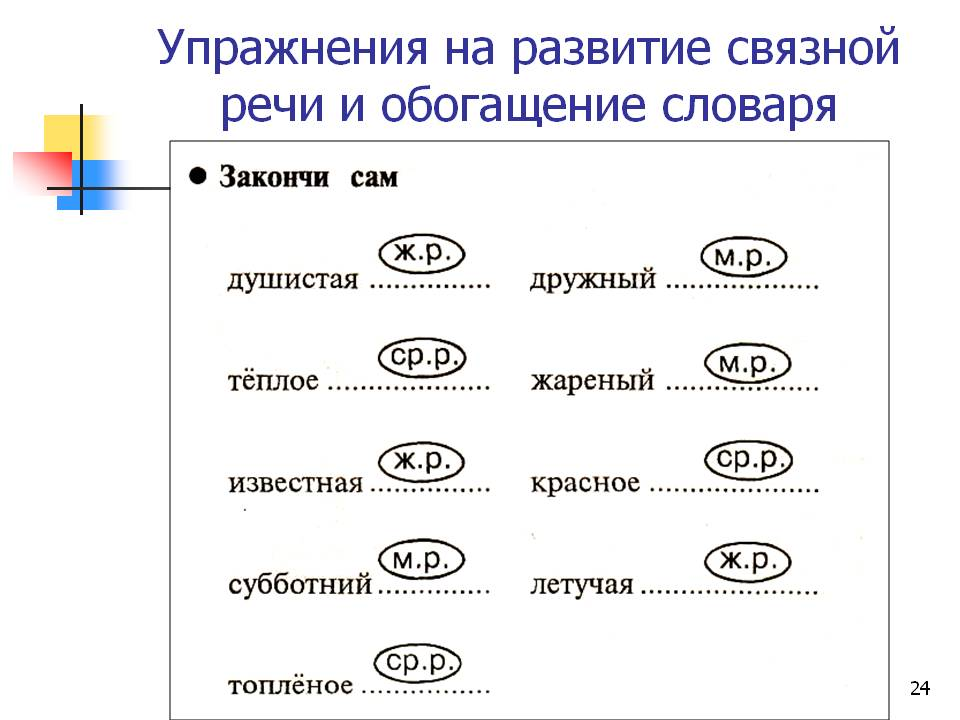 Упражнения на развитие связной
речи и обогащение словаря
● Закончи сам
ж.р.
душистая ...............
м.р.
дружный ...................
ср.р.
тёплое ....................
м.р.
жареный ...................
ж.р.
известная ...............
ср.р.
красное .....................
м.р.
субботний ..............
ж.р.
летучая ......................
ср.р.
топлёное ................
24